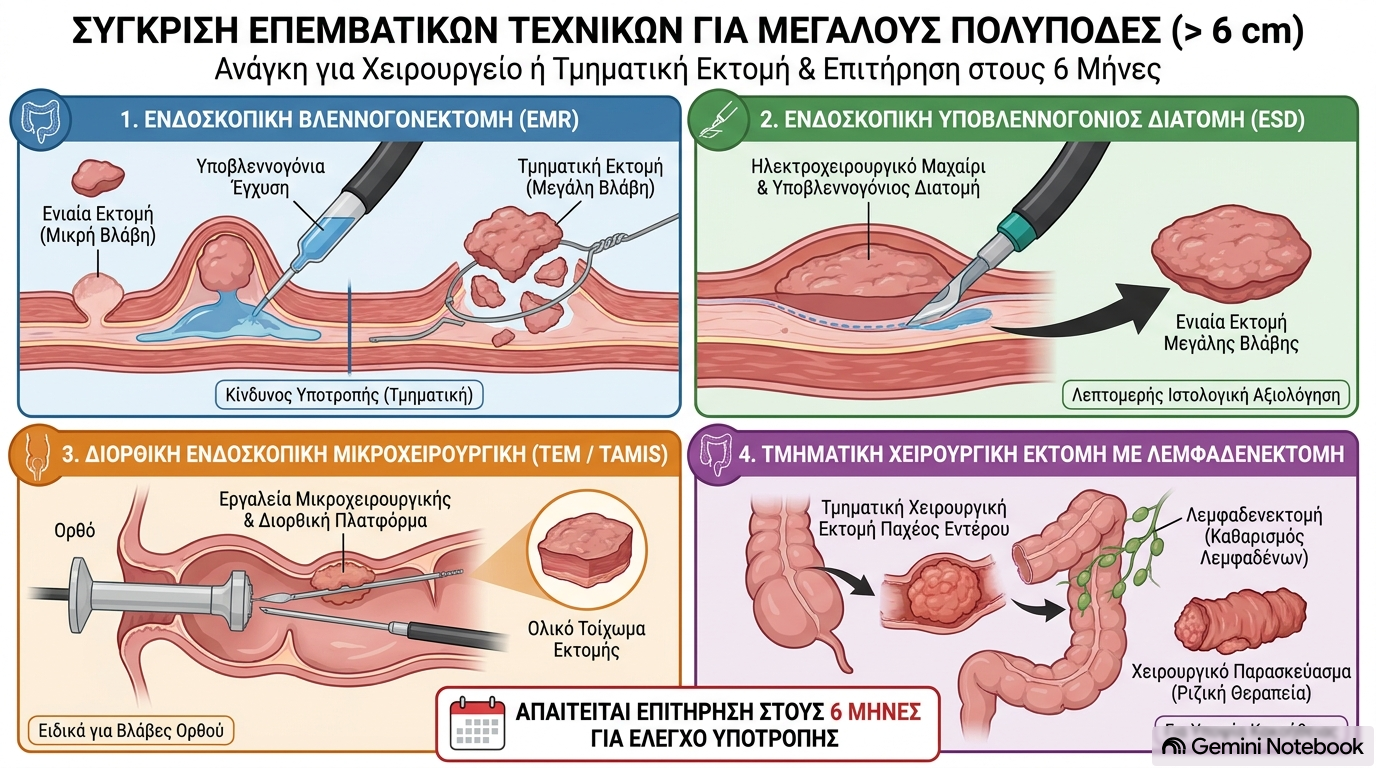 ΣΥΓΚΡΙΣΗ ΕΠΕΜΒΑΤΙΚΩΝ ΤΕΧΝΙΚΩΝ ΓΙΑ ΜΕΓΑΛΟΥΣ ΠΟΛΥΠΟΔΕΣ (> 6 cm)
Ανάγκη για Χειρουργείο ή Τμηματική Εκτομή & Επιτήρηση στους 6 Μήνες
1. ΕΝΔΟΣΚΟΠΙΚΗ ΒΛΕΝΝΟΓΟΝΕΚΤΟΜΗ (EMR)
Υποβλεννογόνια
Έγχυση
Τμηματική Εκτομή
(Μεγάλη Βλάβη)
Ενιαία Εκτομή
(Μικρή Βλάβη)
Κίνδυνος Υποτροπής (Τμηματική)
2. ΕΝΔΟΣΚΟΠΙΚΗ ΥΠΟΒΛΕΝΝΟΓΟΝΙΟΣ ΔΙΑΤΟΜΗ (ESD)
Ηλεκτροχειρουργικό Μαχαίρι
& Υποβλεννογόνιος Διατομή
Ενιαία Εκτομή
Μεγάλης Βλάβης
Λεπτομερής Ιστολογική Αξιολόγηση
3. ΔΙΟΡΘΙΚΗ ΕΝΔΟΣΚΟΠΙΚΗ ΜΙΚΡΟΧΕΙΡΟΥΡΓΙΚΗ (TEM / TAMIS)
Εργαλεία Μικροχειρουργικής
& Διορθική Πλατφόρμα
Ορθό
Ολικό Τοίχωμα
Εκτομής
Ειδικά για Βλάβες Ορθού
4. ΤΜΗΜΑΤΙΚΗ ΧΕΙΡΟΥΡΓΙΚΗ ΕΚΤΟΜΗ ΜΕ ΛΕΜΦΑΔΕΝΕΚΤΟΜΗ
Τμηματική Χειρουργική
Εκτομή Παχέος Εντέρου
Λεμφαδενεκτομή
(Καθαρισμός
Λεμφαδένων)
Χειρουργικό Παρασκεύασμα
(Ριζική Θεραπεία)
ΑΠΑΙΤΕΙΤΑΙ ΕΠΙΤΗΡΗΣΗ ΣΤΟΥΣ 6 ΜΗΝΕΣ
ΓΙΑ ΕΛΕΓΧΟ ΥΠΟΤΡΟΠΗΣ
Gemini Notebook